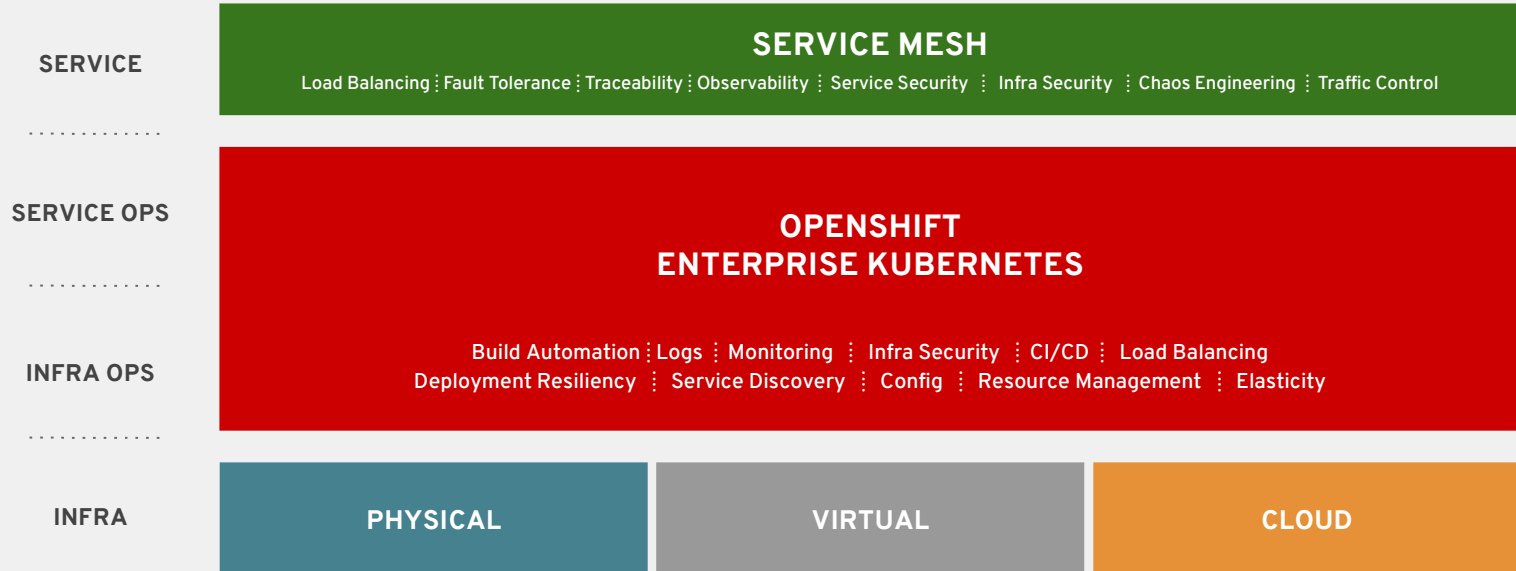 SERVICE
SERVICE MESH
Load Balancing Fault Tolerance Traceability Observability Service Security Infra Security Chaos Engineering Traffic Control
SERVICE OPS
OPENSHIFT
ENTERPRISE KUBERNETES
INFRA OPS
Build Automation Logs Monitoring Infra Security CI/CD Load Balancing
Deployment Resiliency Service Discovery Config Resource Management Elasticity
INFRA
PHYSICAL
VIRTUAL
CLOUD